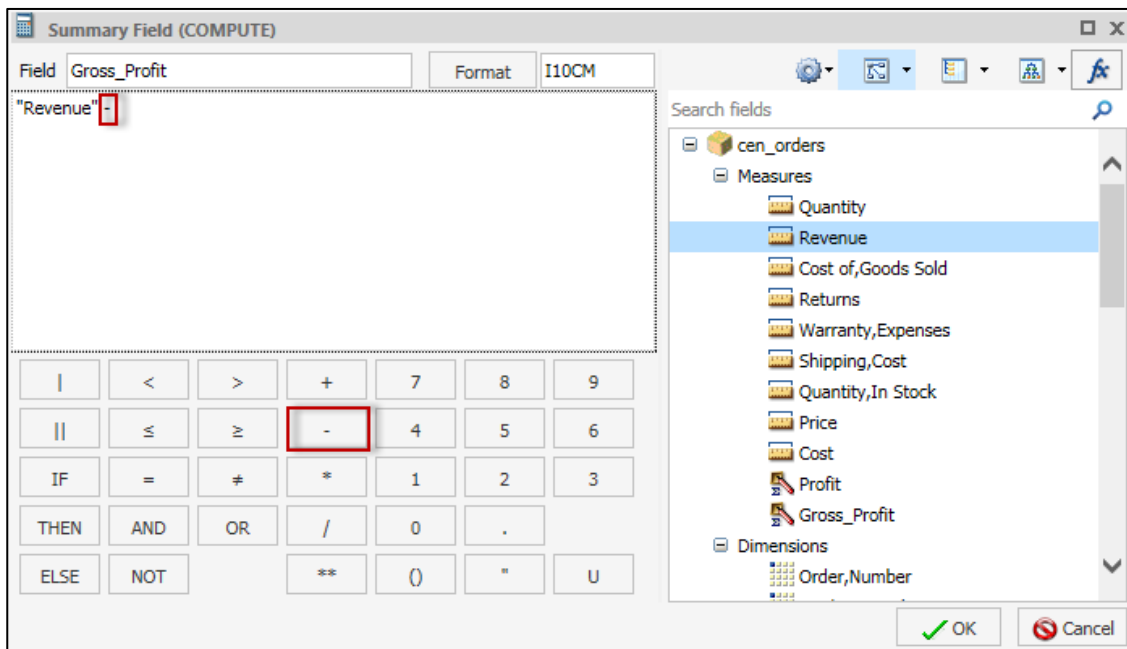 Summary Field (COMPUTE)
Field Gross_Profit Format I10CM fx
"Revenue" -
Search fields
cen_orders
Measures
Quantity
Revenue
Cost of,Goods Sold
Returns
Warranty,Expenses
Shipping,Cost
Quantity,In Stock
Price
Cost
Profit
Gross_Profit
Dimensions
Order,Number
| < > + 7 8 9
|| ≤ ≥ - 4 5 6
IF = ≠ * 1 2 3
THEN AND OR / 0 .
ELSE NOT ** () " U
OK Cancel